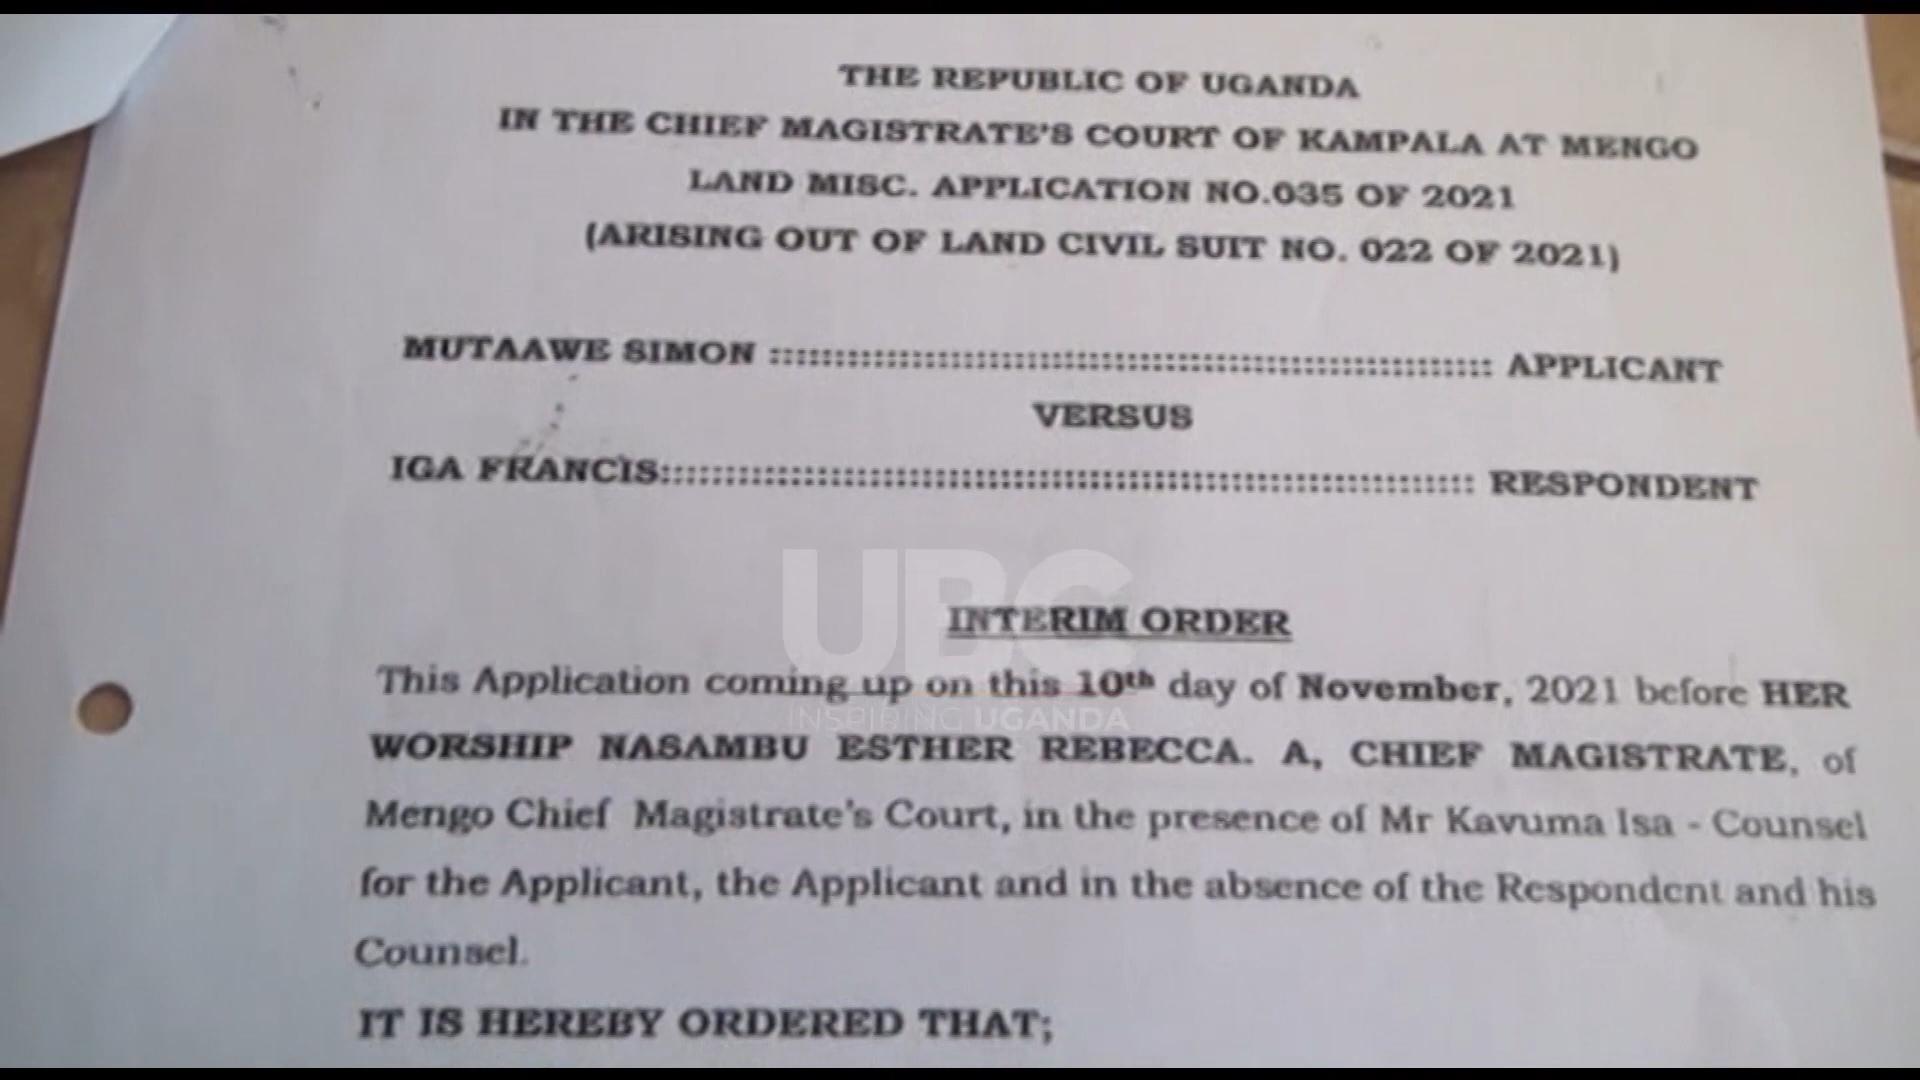 THE REPUBLIC OF UGANDA
IN THE CHIEF MAGISTRATE'S COURT OF KAMPALA AT MENGO
LAND MISC. APPLICATION NO.035 OF 2021
(ARISING OUT OF LAND CIVIL SUIT NO. 022 OF 2021)
MUTAAWE SIMON :::::::::::::::::::::::::::::::::::::::::::::::::::::::: APPLICANT
VERSUS
IGA FRANCIS:::::::::::::::::::::::::::::::::::::::::::::::::::::::::::::: RESPONDENT
UBC
INSPIRING UGANDA
INTERIM ORDER
This Application coming up on this 10th day of November, 2021 before HER
WORSHIP NASAMBU ESTHER REBECCA. A, CHIEF MAGISTRATE, of
Mengo Chief Magistrate's Court, in the presence of Mr Kavuma Isa - Counsel
for the Applicant, the Applicant and in the absence of the Respondent and his
Counsel.
IT IS HEREBY ORDERED THAT;